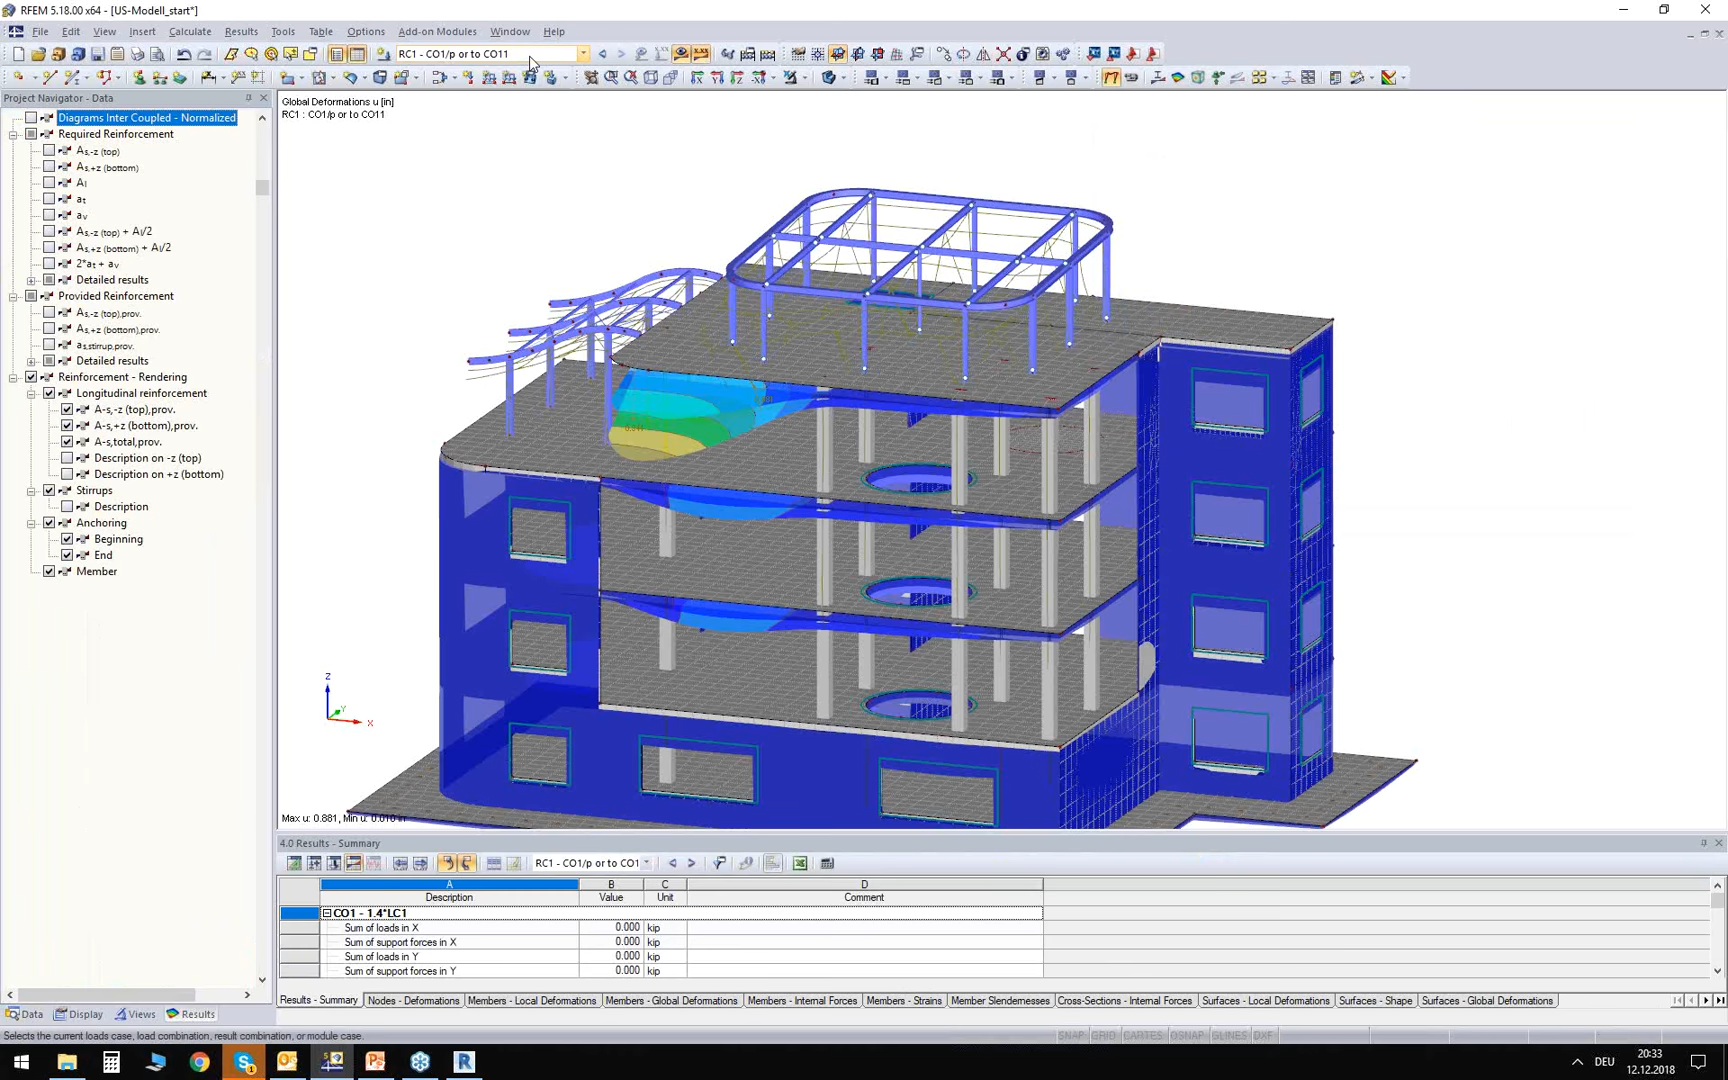 RFEM 5.18.00 x64 - [US-Modell_start*]
File Edit View Insert Calculate Results Tools Table Options Add-on Modules Window Help
RC1 - CO1/p or to CO11
Project Navigator - Data
Diagrams Inter Coupled - Normalized
Required Reinforcement
As,-z (top)
As,+z (bottom)
Al
at
av
As,-z (top) + Al/2
As,+z (bottom) + Al/2
2*at + av
Detailed results
Provided Reinforcement
As,-z (top),prov.
As,+z (bottom),prov.
as,stirrup,prov.
Detailed results
Reinforcement - Rendering
Longitudinal reinforcement
A-s,-z (top),prov.
A-s,+z (bottom),prov.
A-s,total,prov.
Description on -z (top)
Description on +z (bottom)
Stirrups
Description
Anchoring
Beginning
End
Member
Data Display Views Results
Global Deformations u [in]
RC1 : CO1/p or to CO11
Z
Y
X
Max u: 0.881, Min u: 0.010 in
4.0 Results - Summary
RC1 - CO1/p or to CO1
A B C D
Description Value Unit Comment
CO1 - 1.4*LC1
Sum of loads in X 0.000 kip
Sum of support forces in X 0.000 kip
Sum of loads in Y 0.000 kip
Sum of support forces in Y 0.000 kip
Results - Summary Nodes - Deformations Members - Local Deformations Members - Global Deformations Members - Internal Forces Members - Strains Member Slendernesses Cross-Sections - Internal Forces Surfaces - Local Deformations Surfaces - Shape Surfaces - Global Deformations
Selects the current loads case, load combination, result combination, or module case.
SNAP GRID CARTES OSNAP GLINES DXF
DEU
20:33
12.12.2018